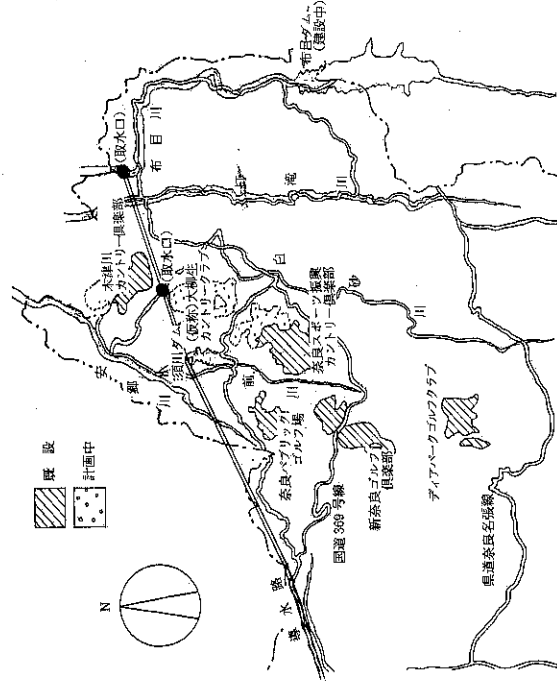 N
既設
計画中
木津川
カントリー倶楽部
(取水口)
(取水口)
布目川
布目ダム
(建設中)
安郷川
須川ダム
(仮称)大柳生
カントリークラブ
白砂川
前川
奈良スポーツ振興
カントリー倶楽部
奈良パブリック
ゴルフ場
国道369号線
新奈良ゴルフ
倶楽部
ディアパークゴルフクラブ
県道奈良名張線
導水路